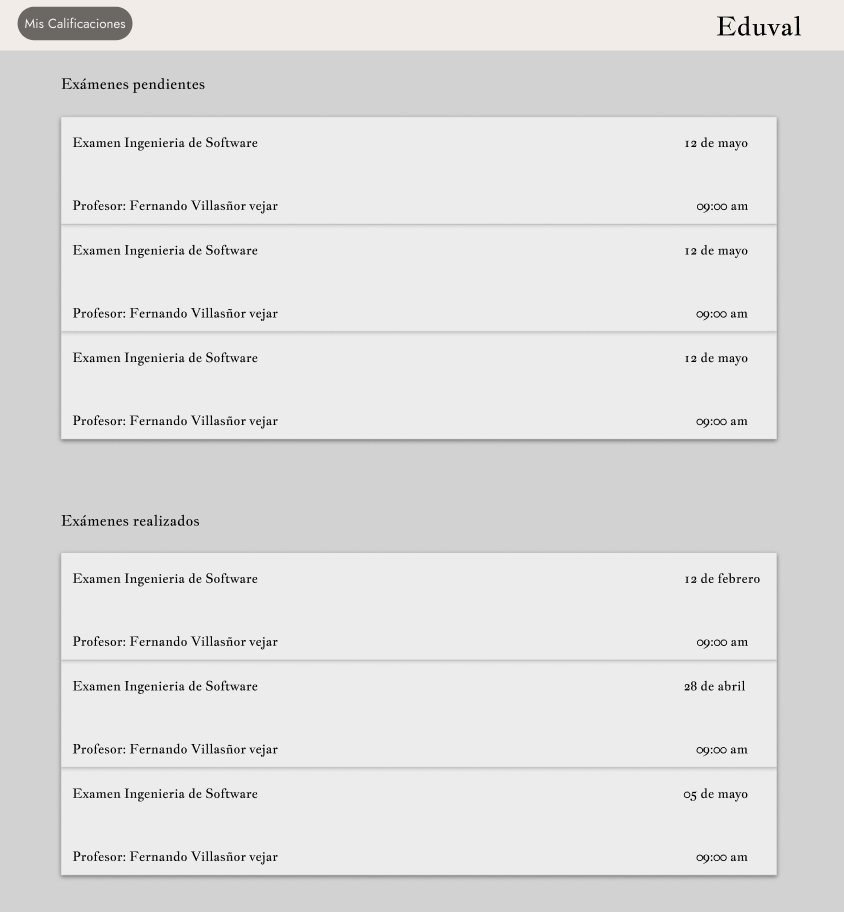 Mis Calificaciones
Eduval
Exámenes pendientes
Examen Ingenieria de Software 12 de mayo
Profesor: Fernando Villasñor vejar 09:00 am
Examen Ingenieria de Software 12 de mayo
Profesor: Fernando Villasñor vejar 09:00 am
Examen Ingenieria de Software 12 de mayo
Profesor: Fernando Villasñor vejar 09:00 am
Exámenes realizados
Examen Ingenieria de Software 12 de febrero
Profesor: Fernando Villasñor vejar 09:00 am
Examen Ingenieria de Software 28 de abril
Profesor: Fernando Villasñor vejar 09:00 am
Examen Ingenieria de Software 05 de mayo
Profesor: Fernando Villasñor vejar 09:00 am